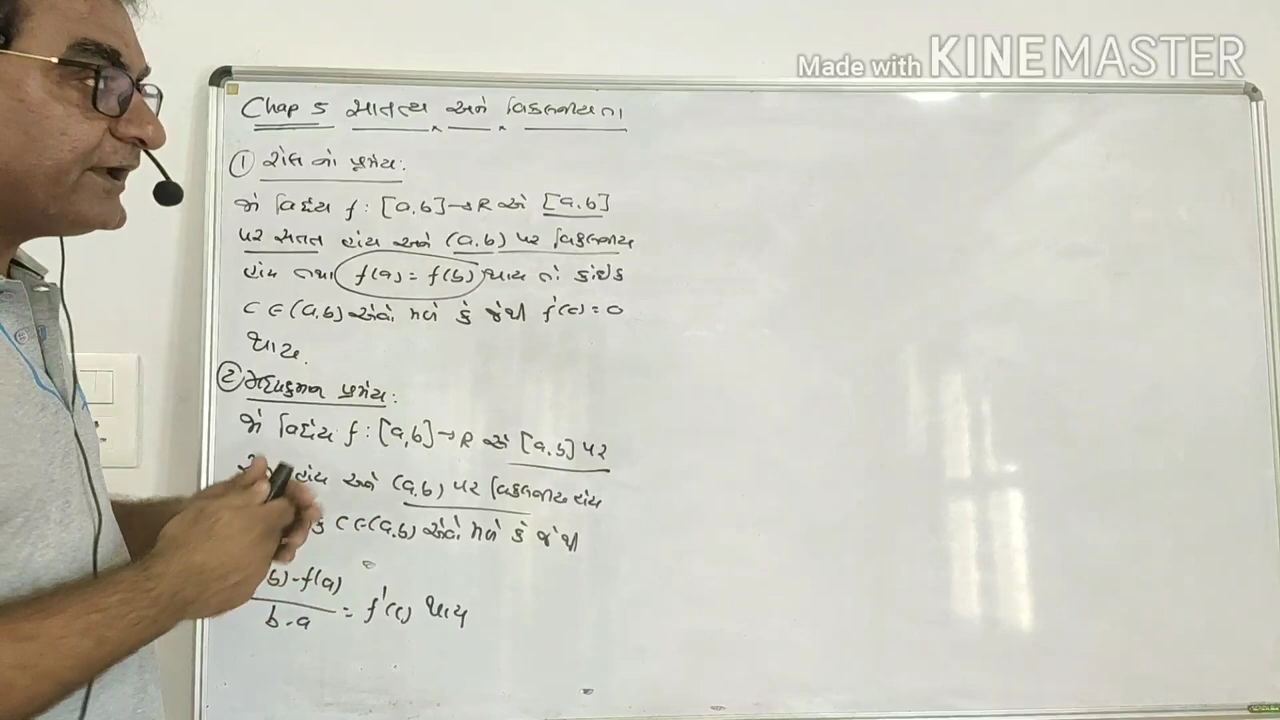 Made with KINEMASTER
Chap 5 સાતત્ય અને વિકલનીયતા
① રોલ નો પ્રમેય:
જો વિધેય f : [a,b]→R એ [a,b]
પર સતત હોય અને (a,b) પર વિકલનીય
હોય તથા f(a) = f(b) થાય તો કોઈક
c ∈ (a,b) એવો મળે કે જેથી f'(c) = 0
થાય.
② મધ્યકમાન પ્રમેય:
જો વિધેય f : [a,b]→R એ [a,b] પર
હોય અને (a,b) પર વિકલનીય હોય
c ∈ (a,b) એવો મળે કે જેથી
b)-f(a)
b-a = f'(c) થાય